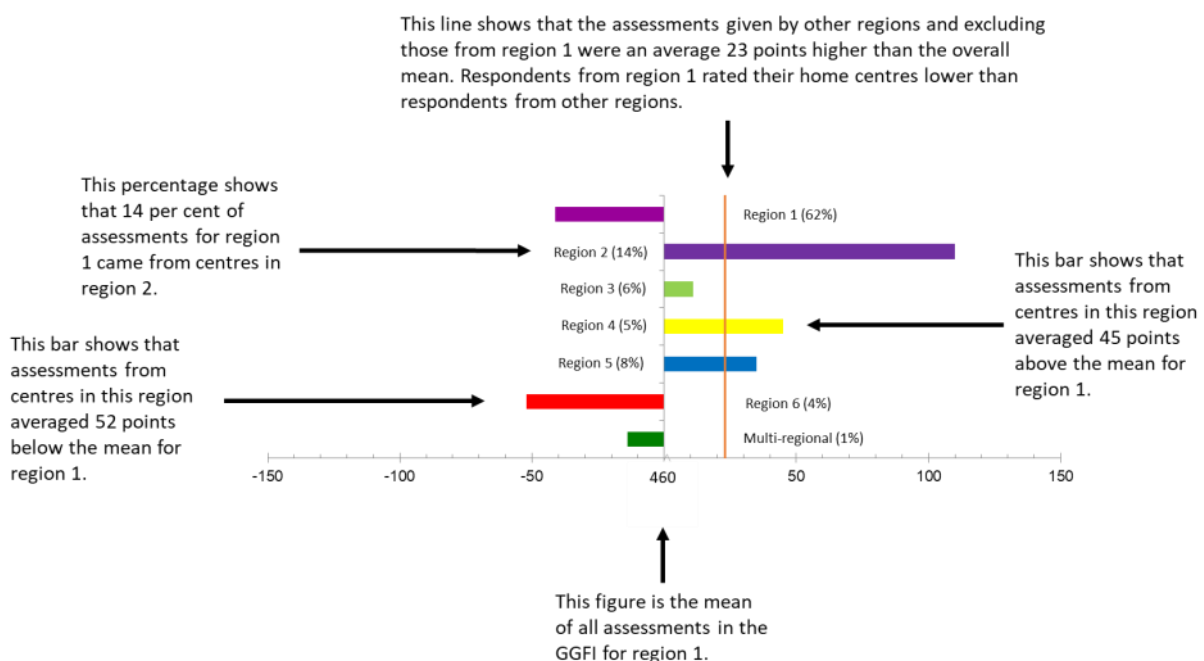 This line shows that the assessments given by other regions and excluding
those from region 1 were an average 23 points higher than the overall
mean. Respondents from region 1 rated their home centres lower than
respondents from other regions.
This percentage shows
that 14 per cent of
assessments for region
1 came from centres in
region 2.
This bar shows that
assessments from
centres in this region
averaged 52 points
below the mean for
region 1.
Region 1 (62%)
Region 2 (14%)
Region 3 (6%)
Region 4 (5%)
Region 5 (8%)
Region 6 (4%)
Multi-regional (1%)
This bar shows that
assessments from
centres in this region
averaged 45 points
above the mean for
region 1.
-150 -100 -50 460 50 100 150
This figure is the mean
of all assessments in the
GGFI for region 1.